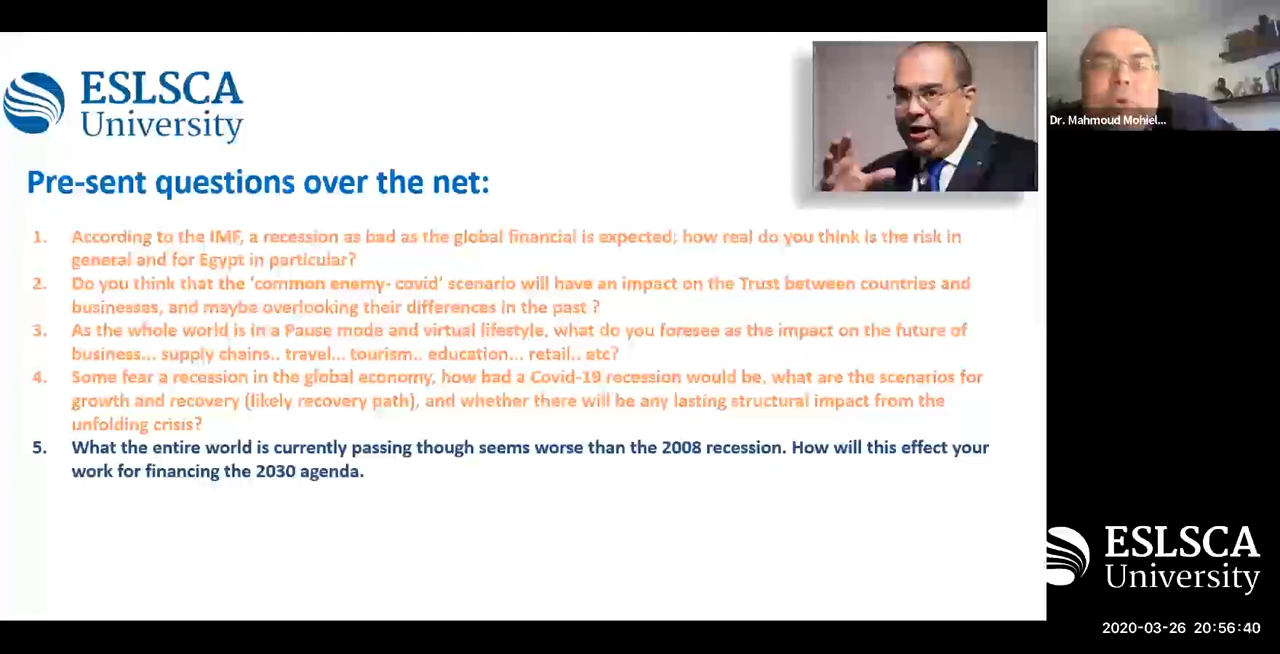 ESLSCA
University
Dr. Mahmoud Mohiel...
Pre-sent questions over the net:
1. According to the IMF, a recession as bad as the global financial is expected; how real do you think is the risk in
general and for Egypt in particular?
2. Do you think that the 'common enemy- covid' scenario will have an impact on the Trust between countries and
businesses, and maybe overlooking their differences in the past ?
3. As the whole world is in a Pause mode and virtual lifestyle, what do you foresee as the impact on the future of
business... supply chains.. travel... tourism.. education... retail.. etc?
4. Some fear a recession in the global economy, how bad a Covid-19 recession would be, what are the scenarios for
growth and recovery (likely recovery path), and whether there will be any lasting structural impact from the
unfolding crisis?
5. What the entire world is currently passing though seems worse than the 2008 recession. How will this effect your
work for financing the 2030 agenda.
ESLSCA
University
2020-03-26 20:56:40